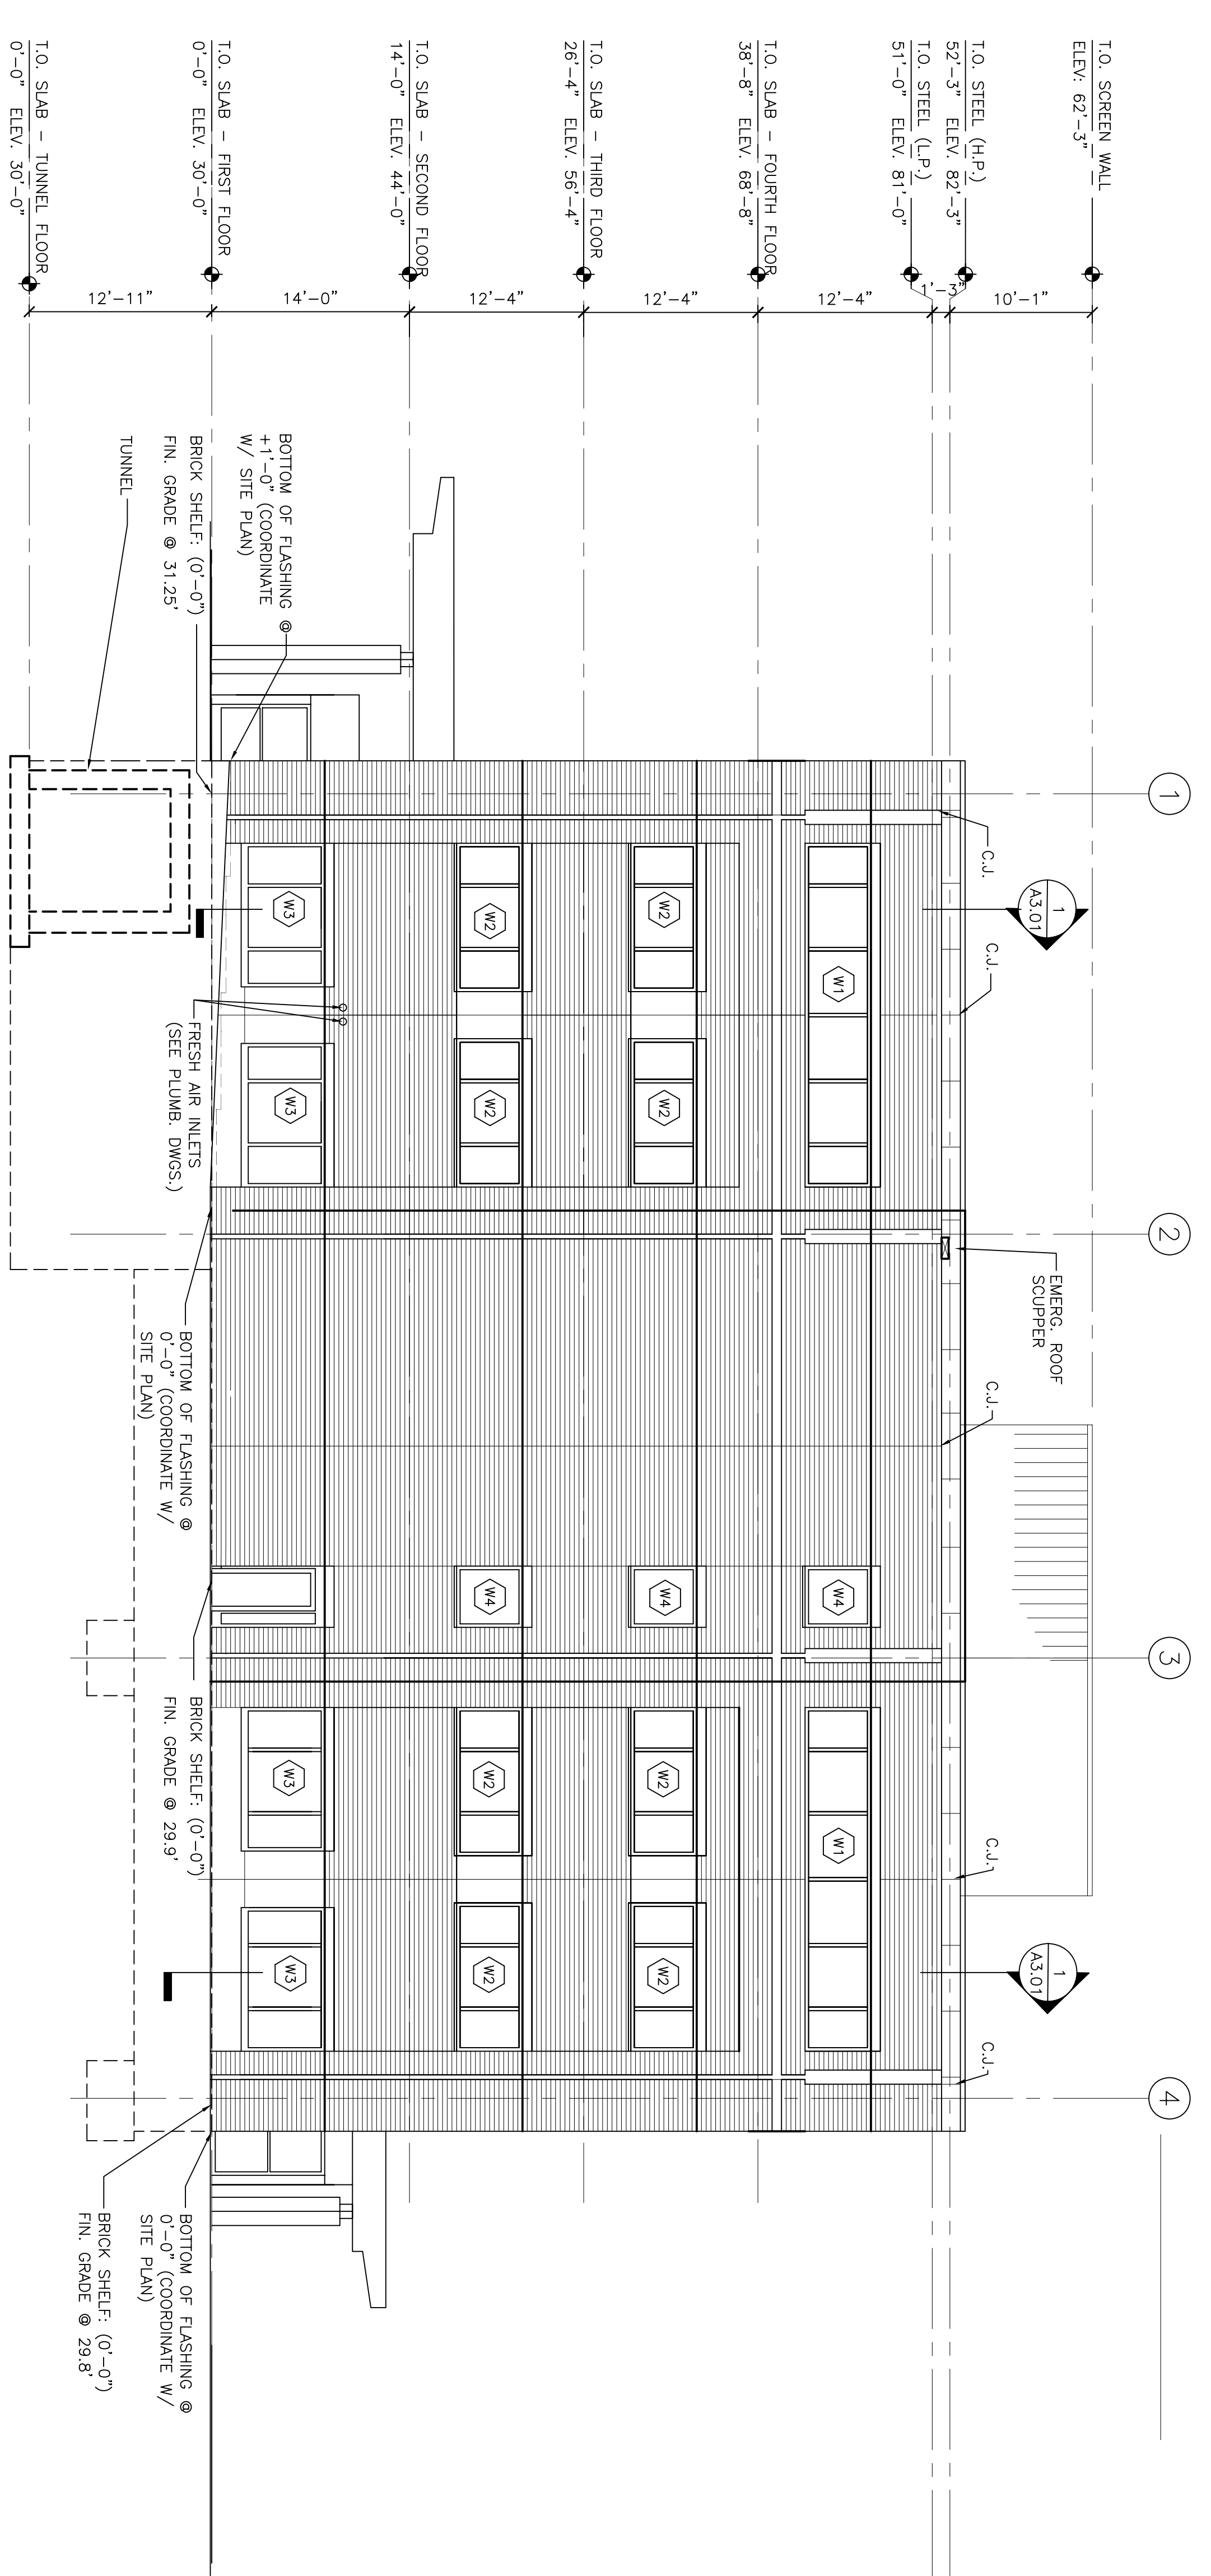 T.O. SCREEN WALL
ELEV: 62'-3"
T.O. STEEL (H.P.)
52'-3" ELEV. 82'-3"
T.O. STEEL (L.P.)
51'-0" ELEV. 81'-0"
T.O. SLAB - FOURTH FLOOR
38'-8" ELEV. 68'-8"
T.O. SLAB - THIRD FLOOR
26'-4" ELEV. 56'-4"
T.O. SLAB - SECOND FLOOR
14'-0" ELEV. 44'-0"
T.O. SLAB - FIRST FLOOR
0'-0" ELEV. 30'-0"
T.O. SLAB - TUNNEL FLOOR
0'-0" ELEV. 30'-0"
10'-1"
1'-3"
12'-4"
12'-4"
12'-4"
14'-0"
12'-11"
1
2
3
4
1
A3.01
1
A3.01
C.J.
C.J.
EMERG. ROOF
SCUPPER
C.J.
C.J.
C.J.
W1
W4
W1
W2
W2
W4
W2
W2
W2
W2
W4
W2
W2
W3
W3
W3
W3
BOTTOM OF FLASHING @
+1'-0" (COORDINATE
W/ SITE PLAN)
BRICK SHELF: (0'-0")
FIN. GRADE @ 31.25'
TUNNEL
FRESH AIR INLETS
(SEE PLUMB. DWGS.)
BOTTOM OF FLASHING @
0'-0" (COORDINATE W/
SITE PLAN)
BRICK SHELF: (0'-0")
FIN. GRADE @ 29.9'
BOTTOM OF FLASHING @
0'-0" (COORDINATE W/
SITE PLAN)
BRICK SHELF: (0'-0")
FIN. GRADE @ 29.8'